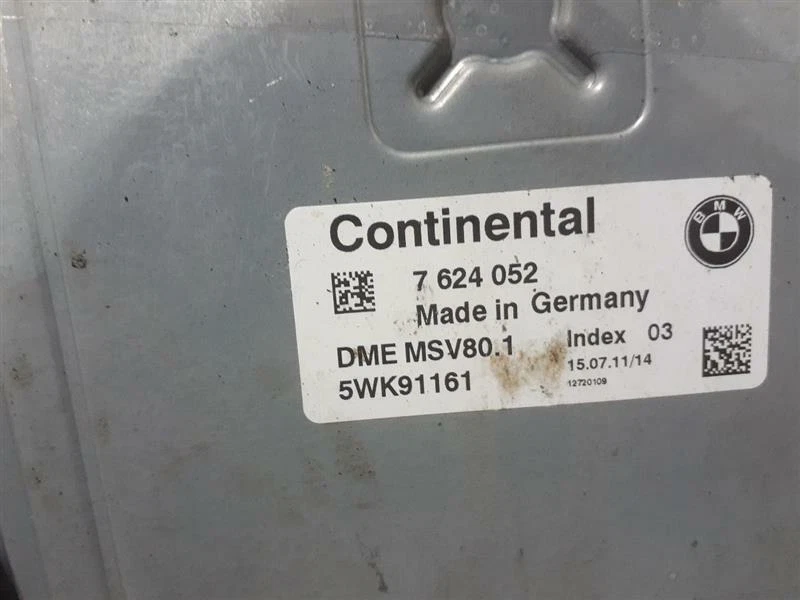 Continental
BMW
7 624 052
Made in Germany
DME MSV80.1 Index 03
15.07.11/14
5WK91161
12720109